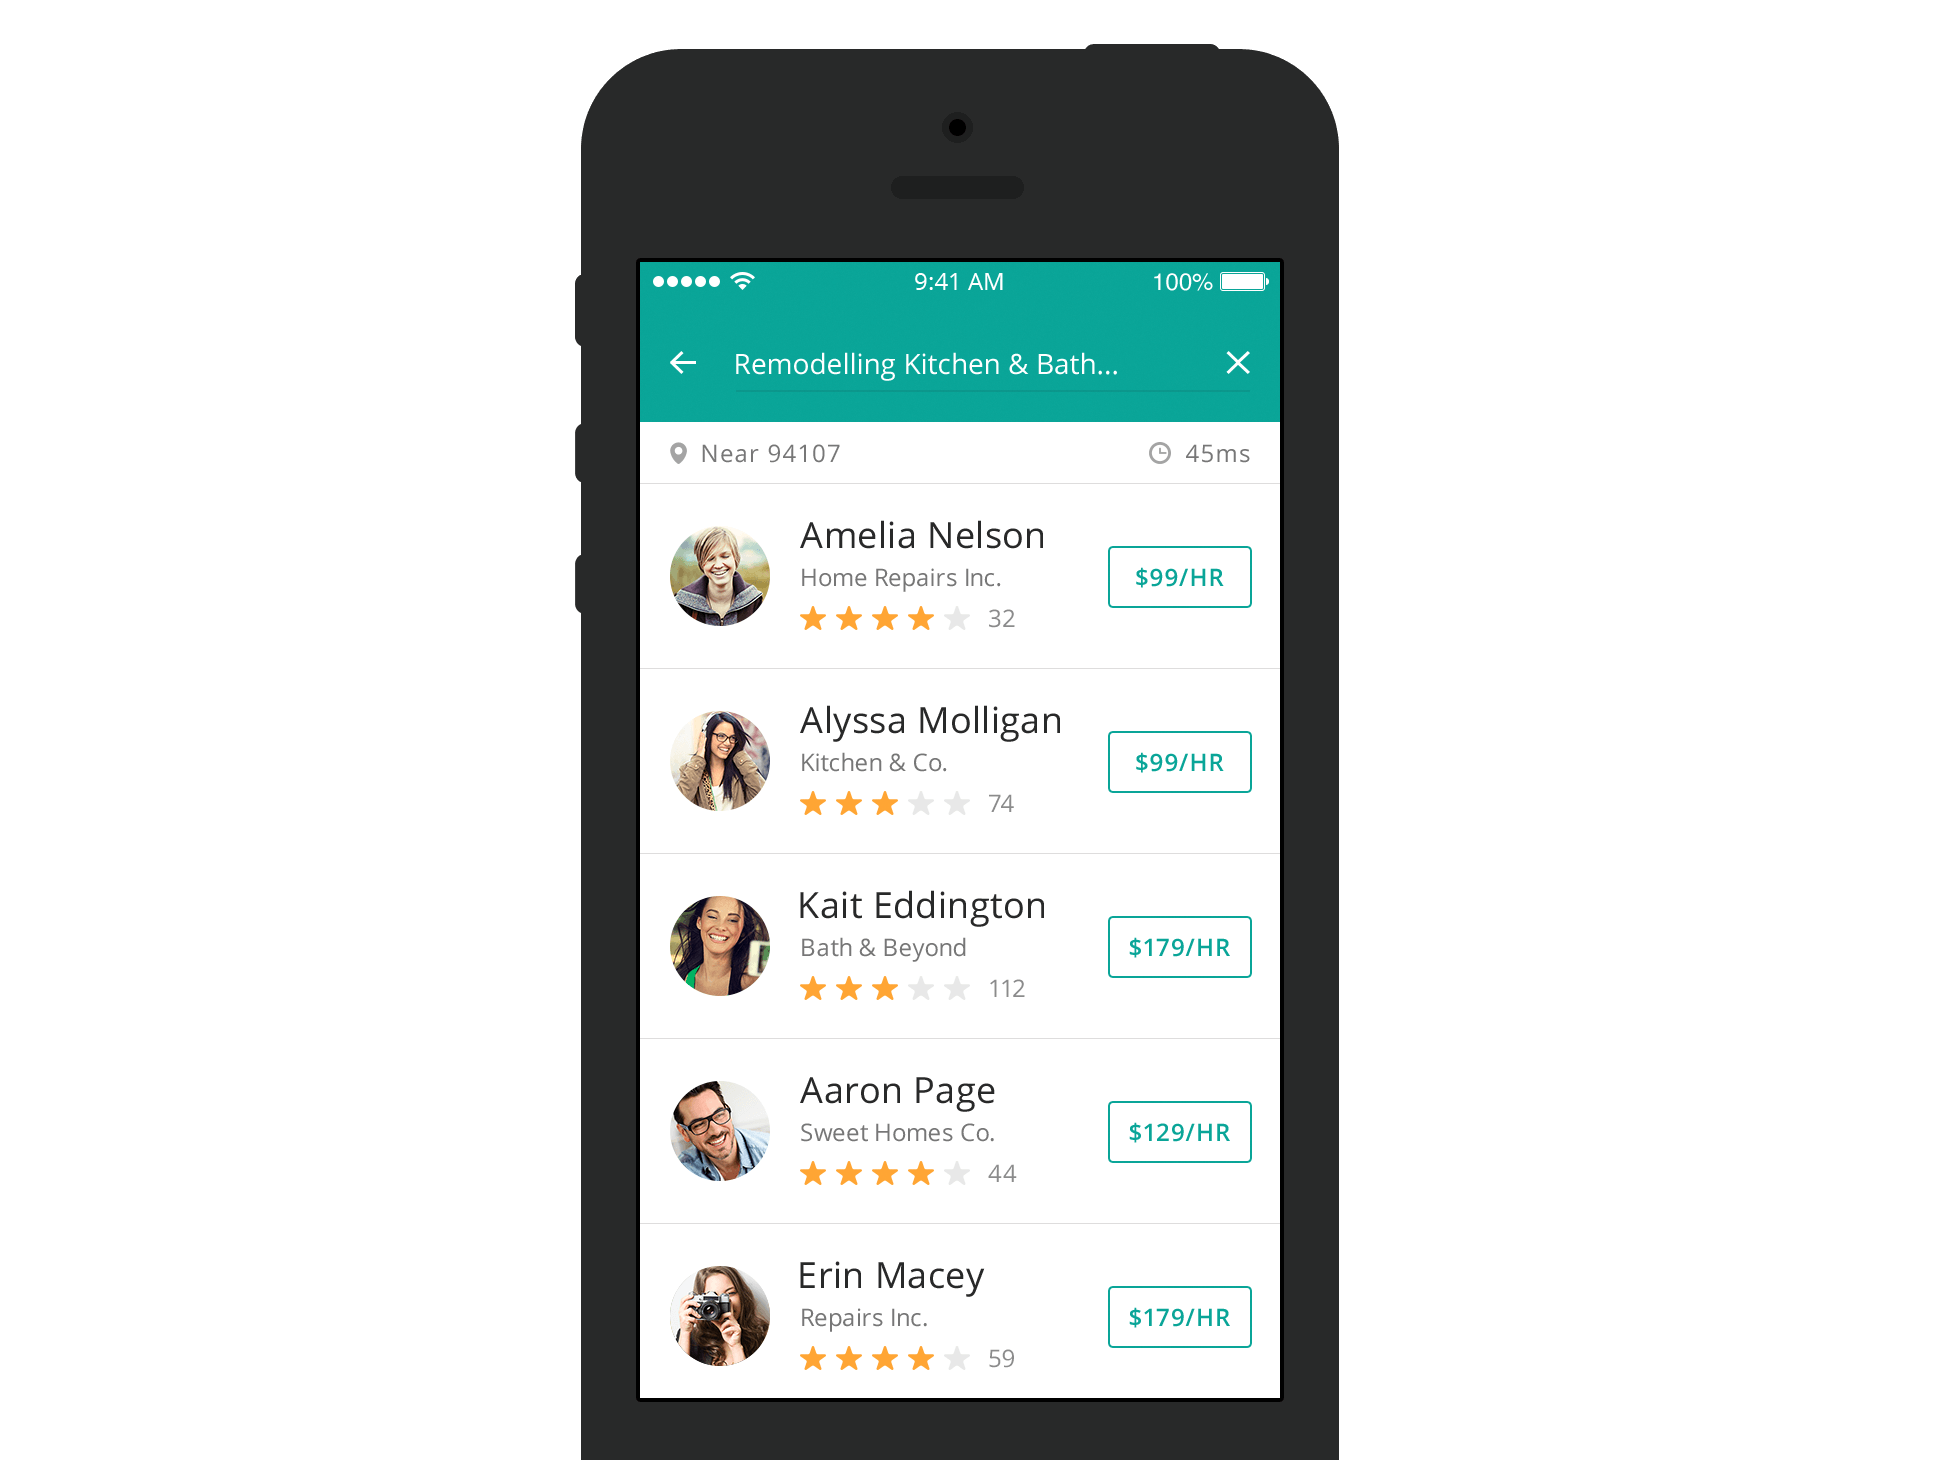 9:41 AM 100%
Remodelling Kitchen & Bath...
Near 94107 45ms
Amelia Nelson
Home Repairs Inc.
32
$99/HR
Alyssa Molligan
Kitchen & Co.
74
$99/HR
Kait Eddington
Bath & Beyond
112
$179/HR
Aaron Page
Sweet Homes Co.
44
$129/HR
Erin Macey
Repairs Inc.
59
$179/HR